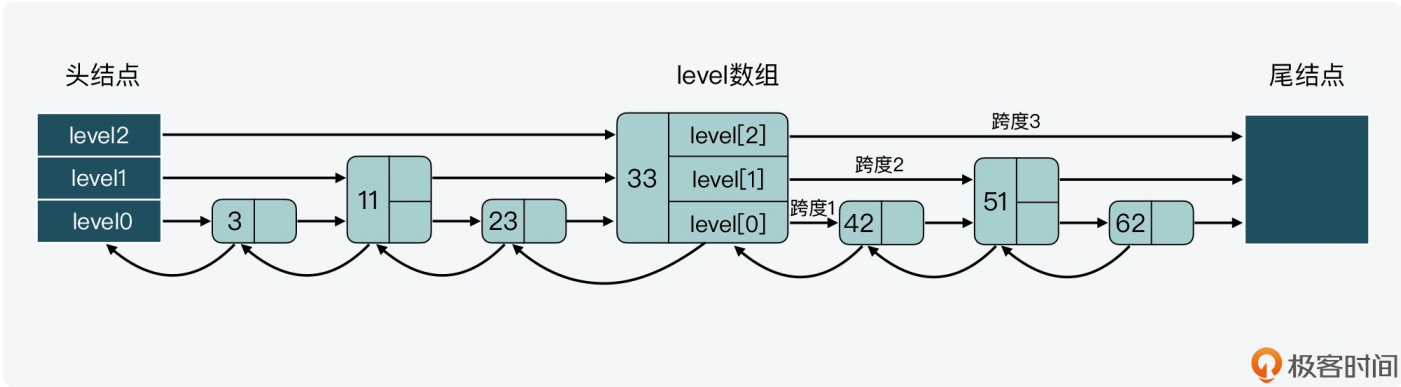 头结点
level数组
尾结点
level2
level[2]
跨度3
level1
11
33
level[1]
跨度2
51
level0
3
23
level[0]
跨度1
42
62
极客时间